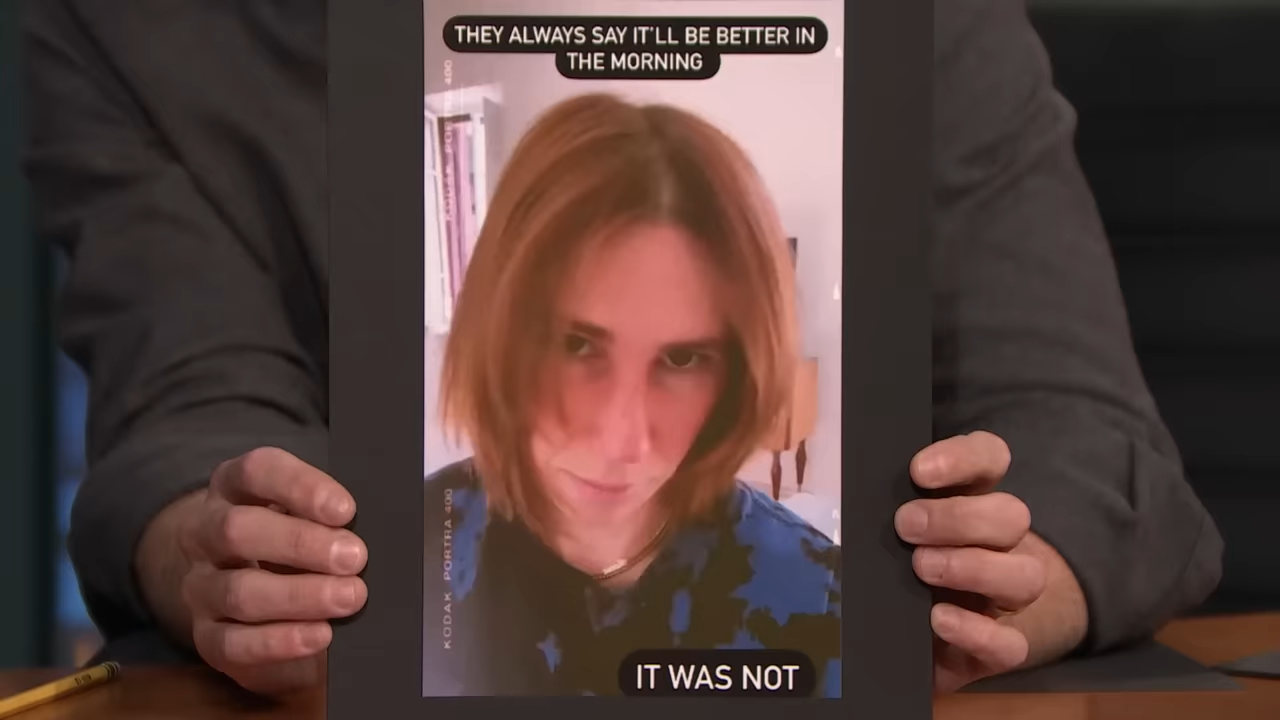 THEY ALWAYS SAY IT'LL BE BETTER IN
THE MORNING
KODAK PORTRA 400
IT WAS NOT